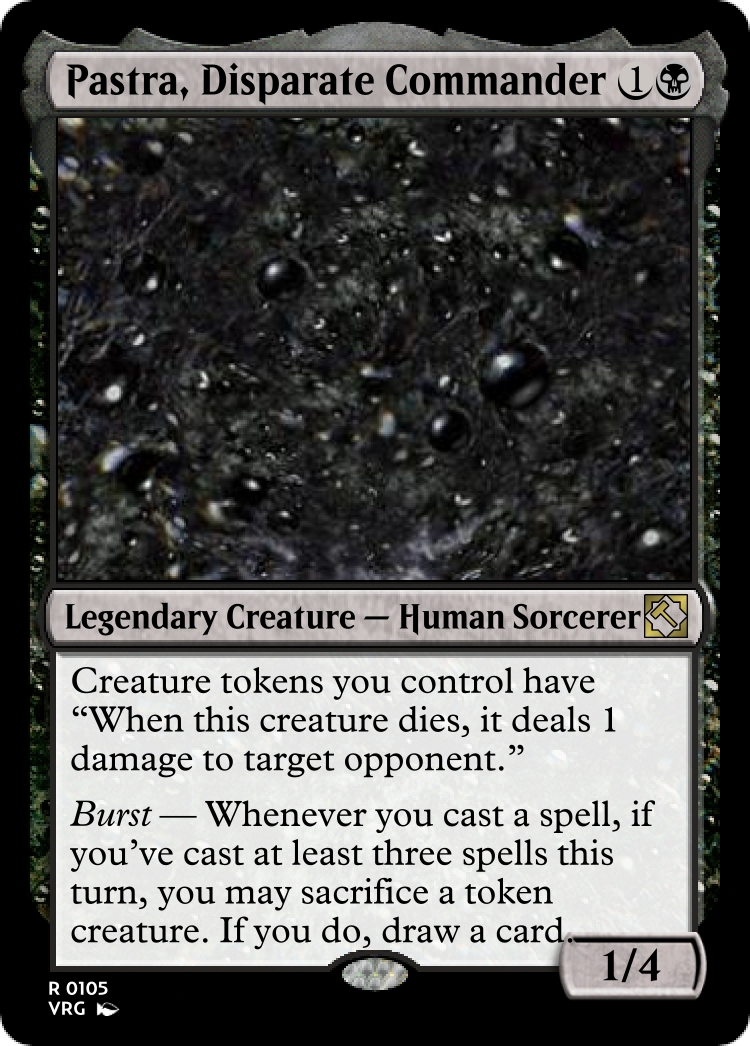 Pastra, Disparate Commander 1
Legendary Creature — Human Sorcerer
Creature tokens you control have
“When this creature dies, it deals 1
damage to target opponent.”
Burst — Whenever you cast a spell, if
you’ve cast at least three spells this
turn, you may sacrifice a token
creature. If you do, draw a card.
1/4
R 0105
VRG